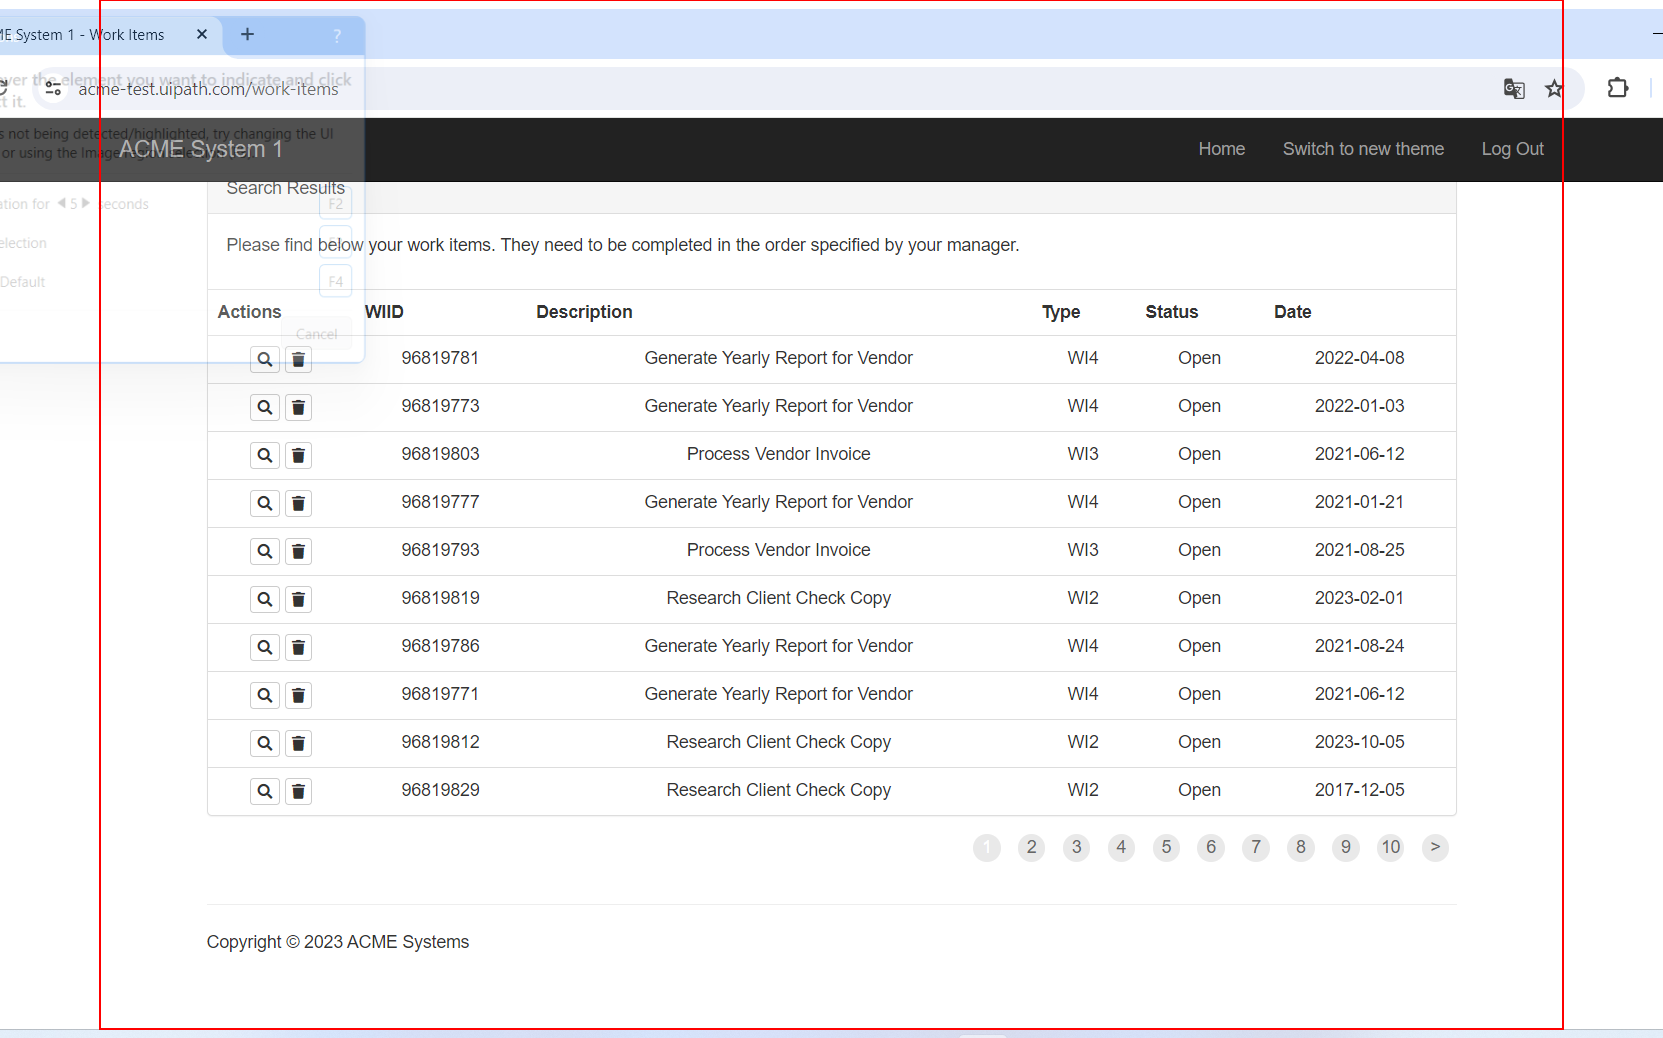 E System 1 - Work Items
?
ver the element you want to indicate and click
t it.
acme-test.uipath.com/work-items
s not being detected/highlighted, try changing the UI
or using the Image
ACME System 1
Home
Switch to new theme
Log Out
Search Results
ation for 5 seconds
F2
election
Please find below your work items. They need to be completed in the order specified by your manager.
Default
F4
Actions WIID Description Type Status Date
Cancel
96819781 Generate Yearly Report for Vendor WI4 Open 2022-04-08
96819773 Generate Yearly Report for Vendor WI4 Open 2022-01-03
96819803 Process Vendor Invoice WI3 Open 2021-06-12
96819777 Generate Yearly Report for Vendor WI4 Open 2021-01-21
96819793 Process Vendor Invoice WI3 Open 2021-08-25
96819819 Research Client Check Copy WI2 Open 2023-02-01
96819786 Generate Yearly Report for Vendor WI4 Open 2021-08-24
96819771 Generate Yearly Report for Vendor WI4 Open 2021-06-12
96819812 Research Client Check Copy WI2 Open 2023-10-05
96819829 Research Client Check Copy WI2 Open 2017-12-05
1 2 3 4 5 6 7 8 9 10 >
Copyright © 2023 ACME Systems